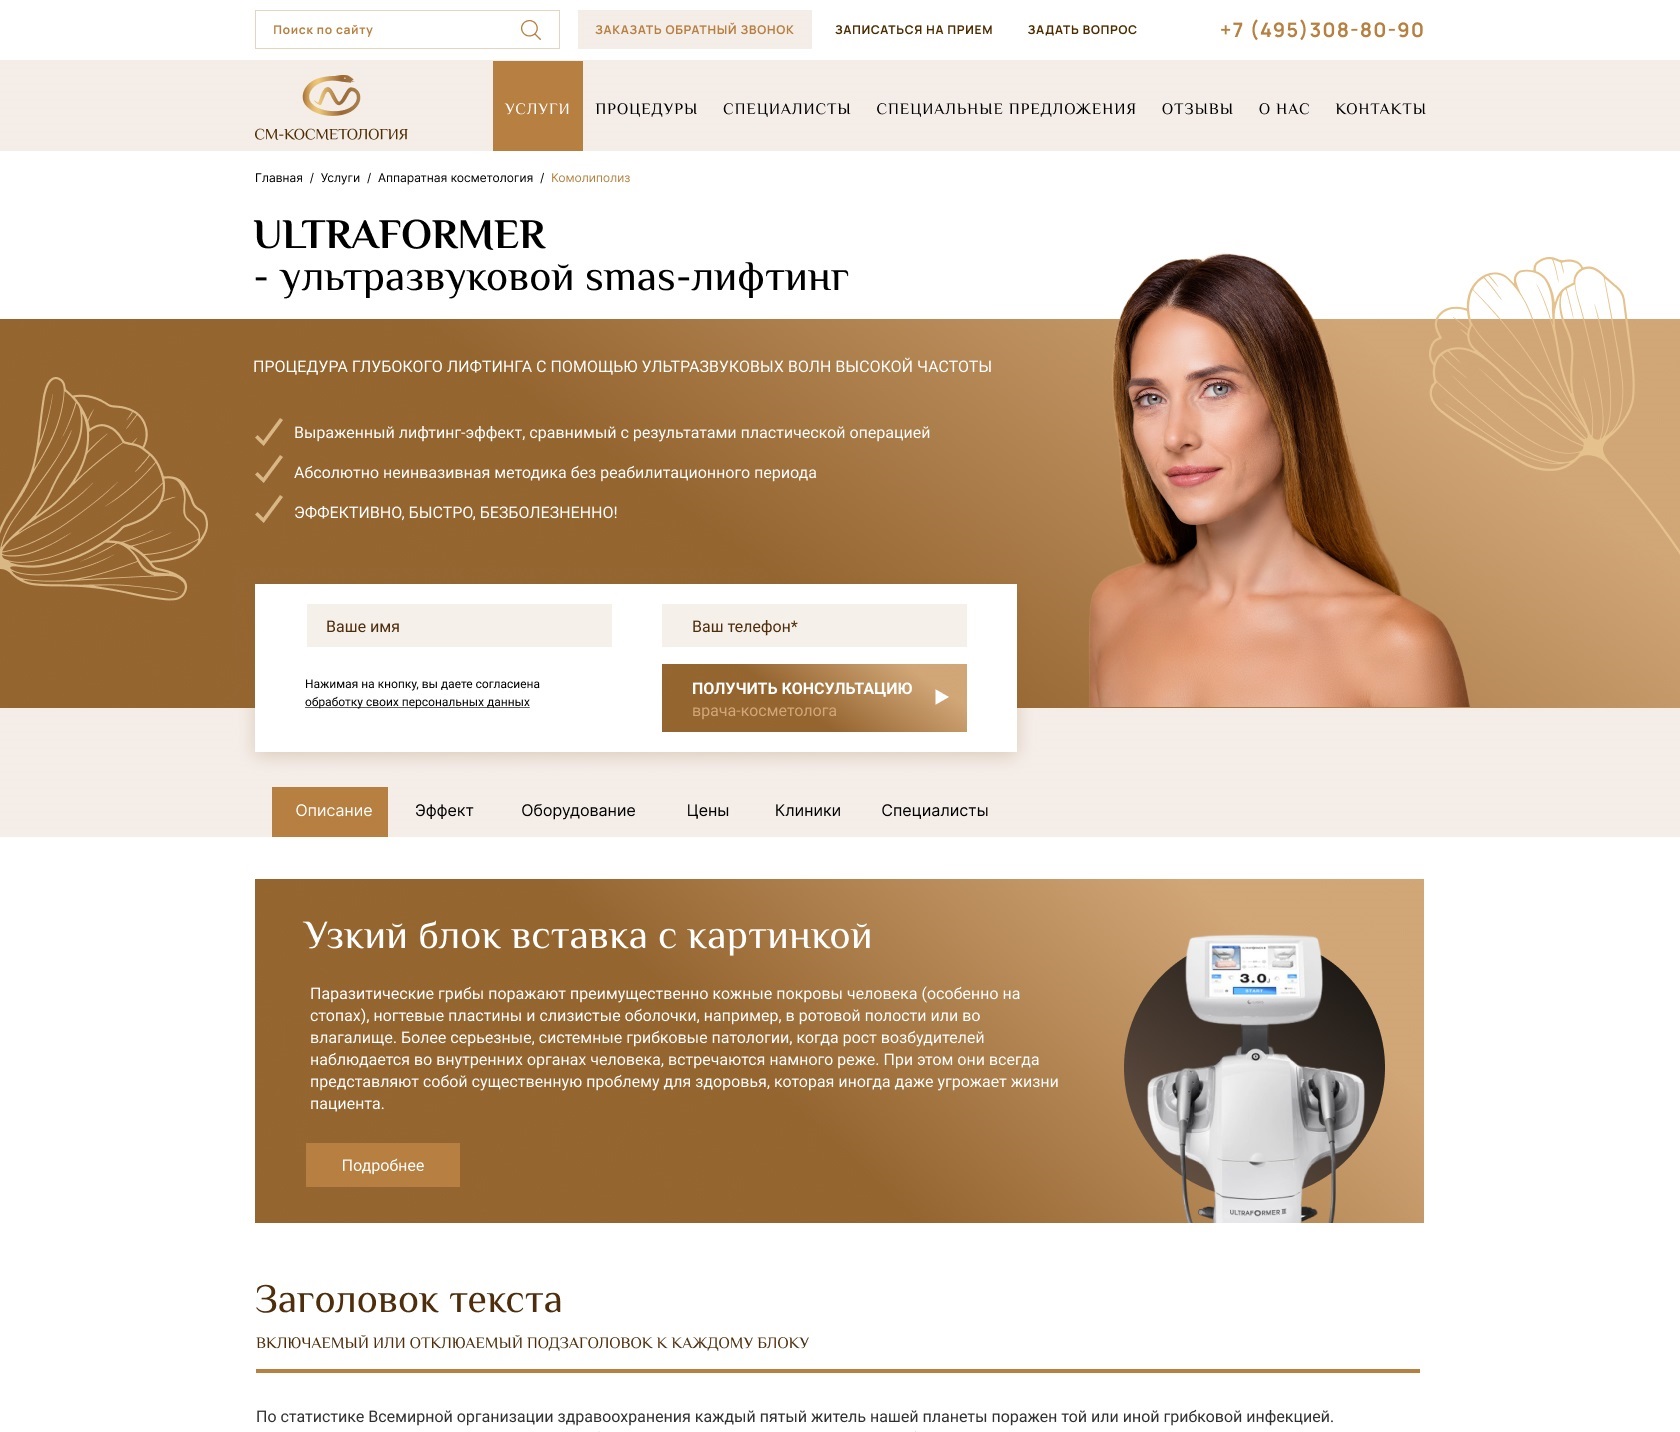 Поиск по сайту
ЗАКАЗАТЬ ОБРАТНЫЙ ЗВОНОК
ЗАПИСАТЬСЯ НА ПРИЕМ
ЗАДАТЬ ВОПРОС
+7 (495)308-80-90
СМ-КОСМЕТОЛОГИЯ
УСЛУГИ
ПРОЦЕДУРЫ
СПЕЦИАЛИСТЫ
СПЕЦИАЛЬНЫЕ ПРЕДЛОЖЕНИЯ
ОТЗЫВЫ
О НАС
КОНТАКТЫ
Главная / Услуги / Аппаратная косметология / Комолиполиз
ULTRAFORMER
- ультразвуковой smas-лифтинг
ПРОЦЕДУРА ГЛУБОКОГО ЛИФТИНГА С ПОМОЩЬЮ УЛЬТРАЗВУКОВЫХ ВОЛН ВЫСОКОЙ ЧАСТОТЫ
Выраженный лифтинг-эффект, сравнимый с результатами пластической операцией
Абсолютно неинвазивная методика без реабилитационного периода
ЭФФЕКТИВНО, БЫСТРО, БЕЗБОЛЕЗНЕННО!
Ваше имя
Ваш телефон*
Нажимая на кнопку, вы даете согласиена
обработку своих персональных данных
ПОЛУЧИТЬ КОНСУЛЬТАЦИЮ
врача-косметолога
Описание
Эффект
Оборудование
Цены
Клиники
Специалисты
Узкий блок вставка с картинкой
Паразитические грибы поражают преимущественно кожные покровы человека (особенно на
стопах), ногтевые пластины и слизистые оболочки, например, в ротовой полости или во
влагалище. Более серьезные, системные грибковые патологии, когда рост возбудителей
наблюдается во внутренних органах человека, встречаются намного реже. При этом они всегда
представляют собой существенную проблему для здоровья, которая иногда даже угрожает жизни
пациента.
Подробнее
3.0
ULTRAFORMER III
Заголовок текста
ВКЛЮЧАЕМЫЙ ИЛИ ОТКЛЮАЕМЫЙ ПОДЗАГОЛОВОК К КАЖДОМУ БЛОКУ
По статистике Всемирной организации здравоохранения каждый пятый житель нашей планеты поражен той или иной грибковой инфекцией.